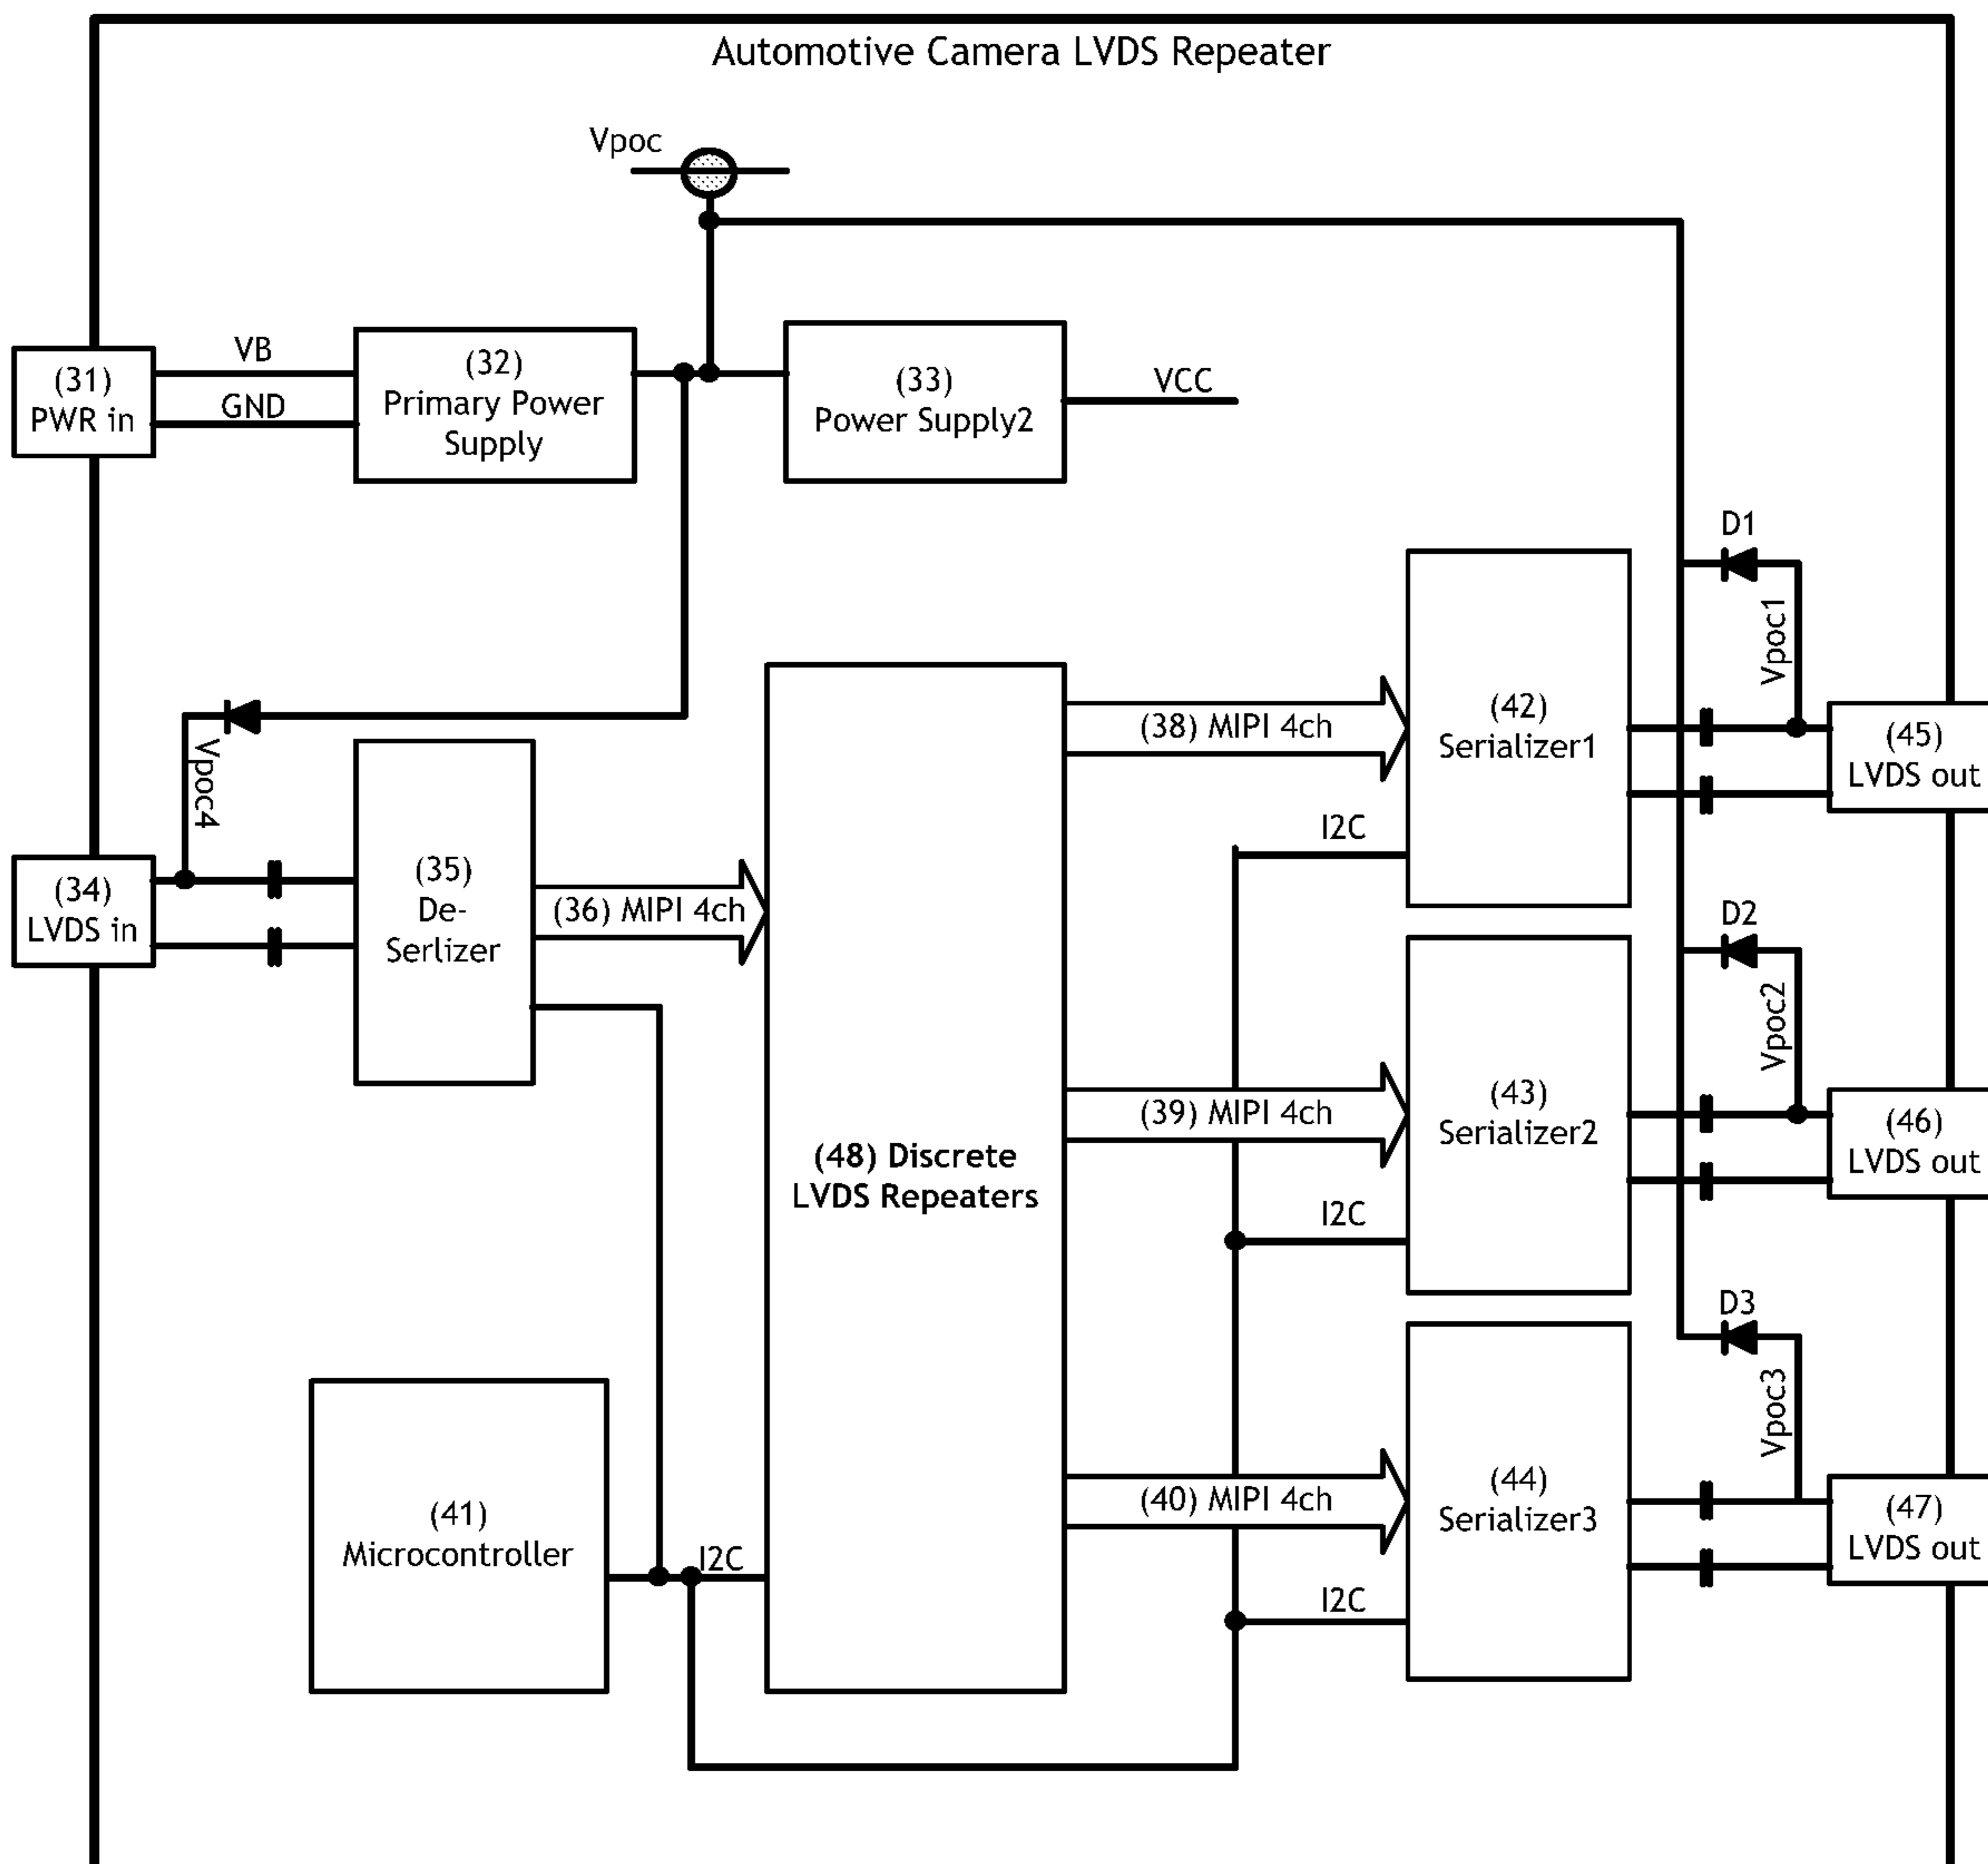 Automotive Camera LVDS Repeater
Vpoc
(31)
PWR in
VB
GND
(32)
Primary Power
Supply
(33)
Power Supply2
VCC
D1
Vpoc1
(42)
Serializer1
(38) MIPI 4ch
I2C
(45)
LVDS out
Vpoc4
(34)
LVDS in
(35)
De-
Serlizer
(36) MIPI 4ch
D2
Vpoc2
(39) MIPI 4ch
(43)
Serializer2
I2C
(46)
LVDS out
(48) Discrete
LVDS Repeaters
D3
Vpoc3
(40) MIPI 4ch
(44)
Serializer3
I2C
(47)
LVDS out
(41)
Microcontroller
I2C